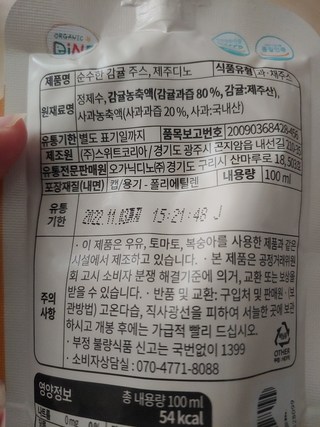 ORGANIC
제품명 순수한 감귤 주스, 제주디노 식품유형 과·채주스
원재료명 정제수, 감귤농축액(감귤과즙 80 %, 감귤:제주산),
사과농축액(사과과즙 20 %, 사과:국내산)
유통기한 별도 표기일까지 품목보고번호
제조원 (주)스위트코리아/경기도 광주시 곤지암읍 내선길
유통전문판매원 오가닉디노(주) 경기도 구리시 산마루로 18,
포장재질(내면) 캡/용기 - 폴리에틸렌 내용량 100 ml
유통
기한
2022.11.03까지 15:21:48 J
주의
사항
· 이 제품은 우유, 토마토, 복숭아를 사용한 제품과 같은
시설에서 제조하고 있습니다. · 본 제품은 공정거래위원
회 고시 소비자 분쟁 해결기준에 의거, 교환 또는 보상을
받을 수 있습니다. · 반품 및 교환: 구입처 및 판매원 · (보
관방법) 고온다습, 직사광선을 피하여 서늘한 곳에 보관
하시고 개봉 후에는 가급적 빨리 드십시오.
· 부정 불량식품 신고는 국번없이 1399
· 소비자상담실 : 070-4771-8088
OTHER
영양정보 총 내용량 100 ml
54 kcal